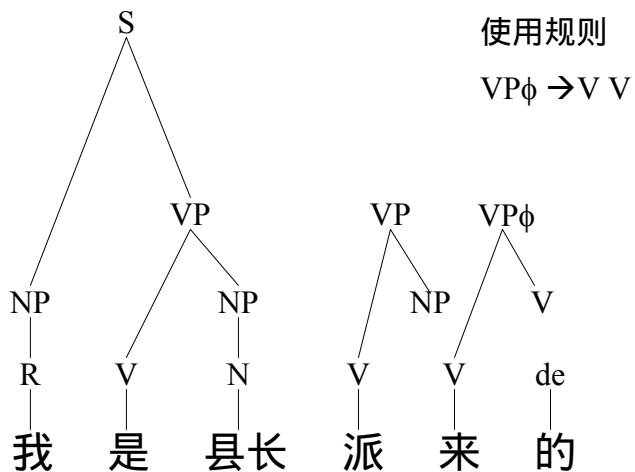 S
使用规则
VPϕ →V V
VP VP VPϕ
NP NP NP V
R V N V V de
我 是 县长 派 来 的